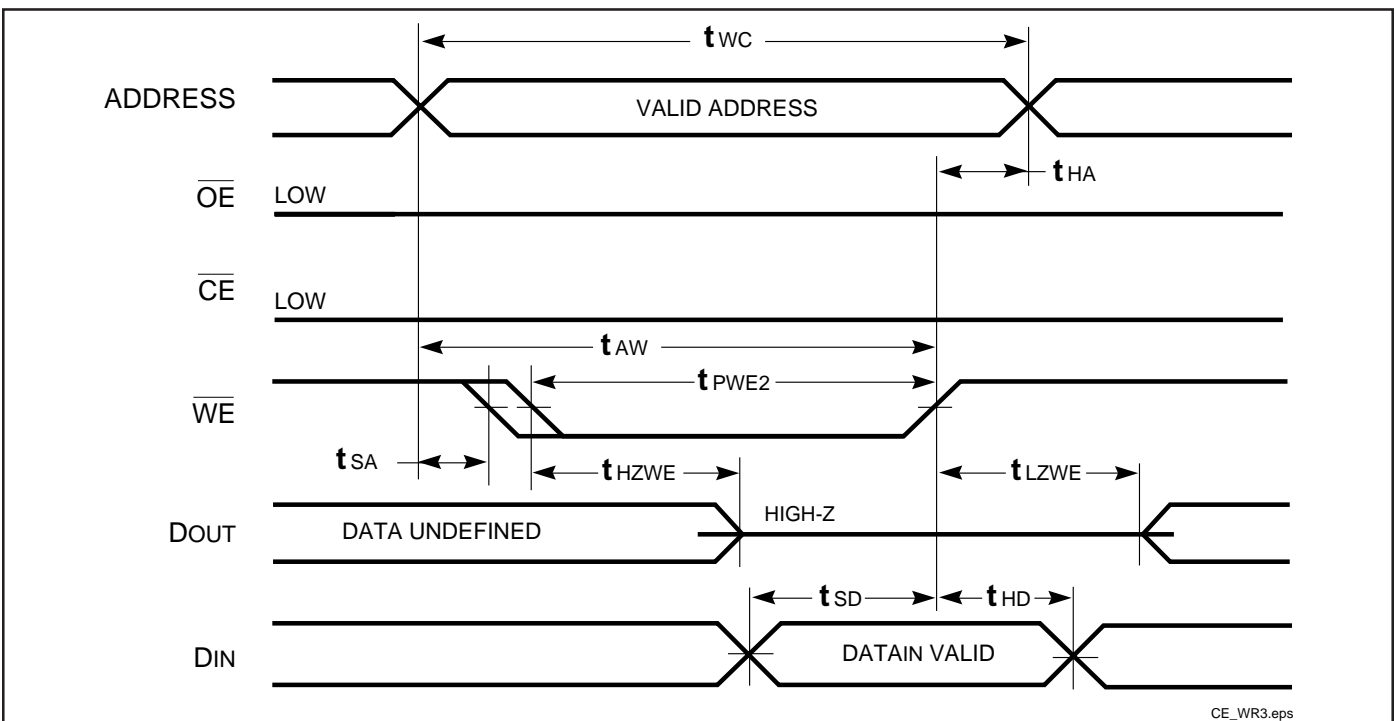 tWC
ADDRESS
VALID ADDRESS
tHA
OE
LOW
CE
LOW
tAW
tPWE2
WE
tSA
tHZWE
tLZWE
DOUT
DATA UNDEFINED
HIGH-Z
tSD
tHD
DIN
DATAIN VALID
CE_WR3.eps